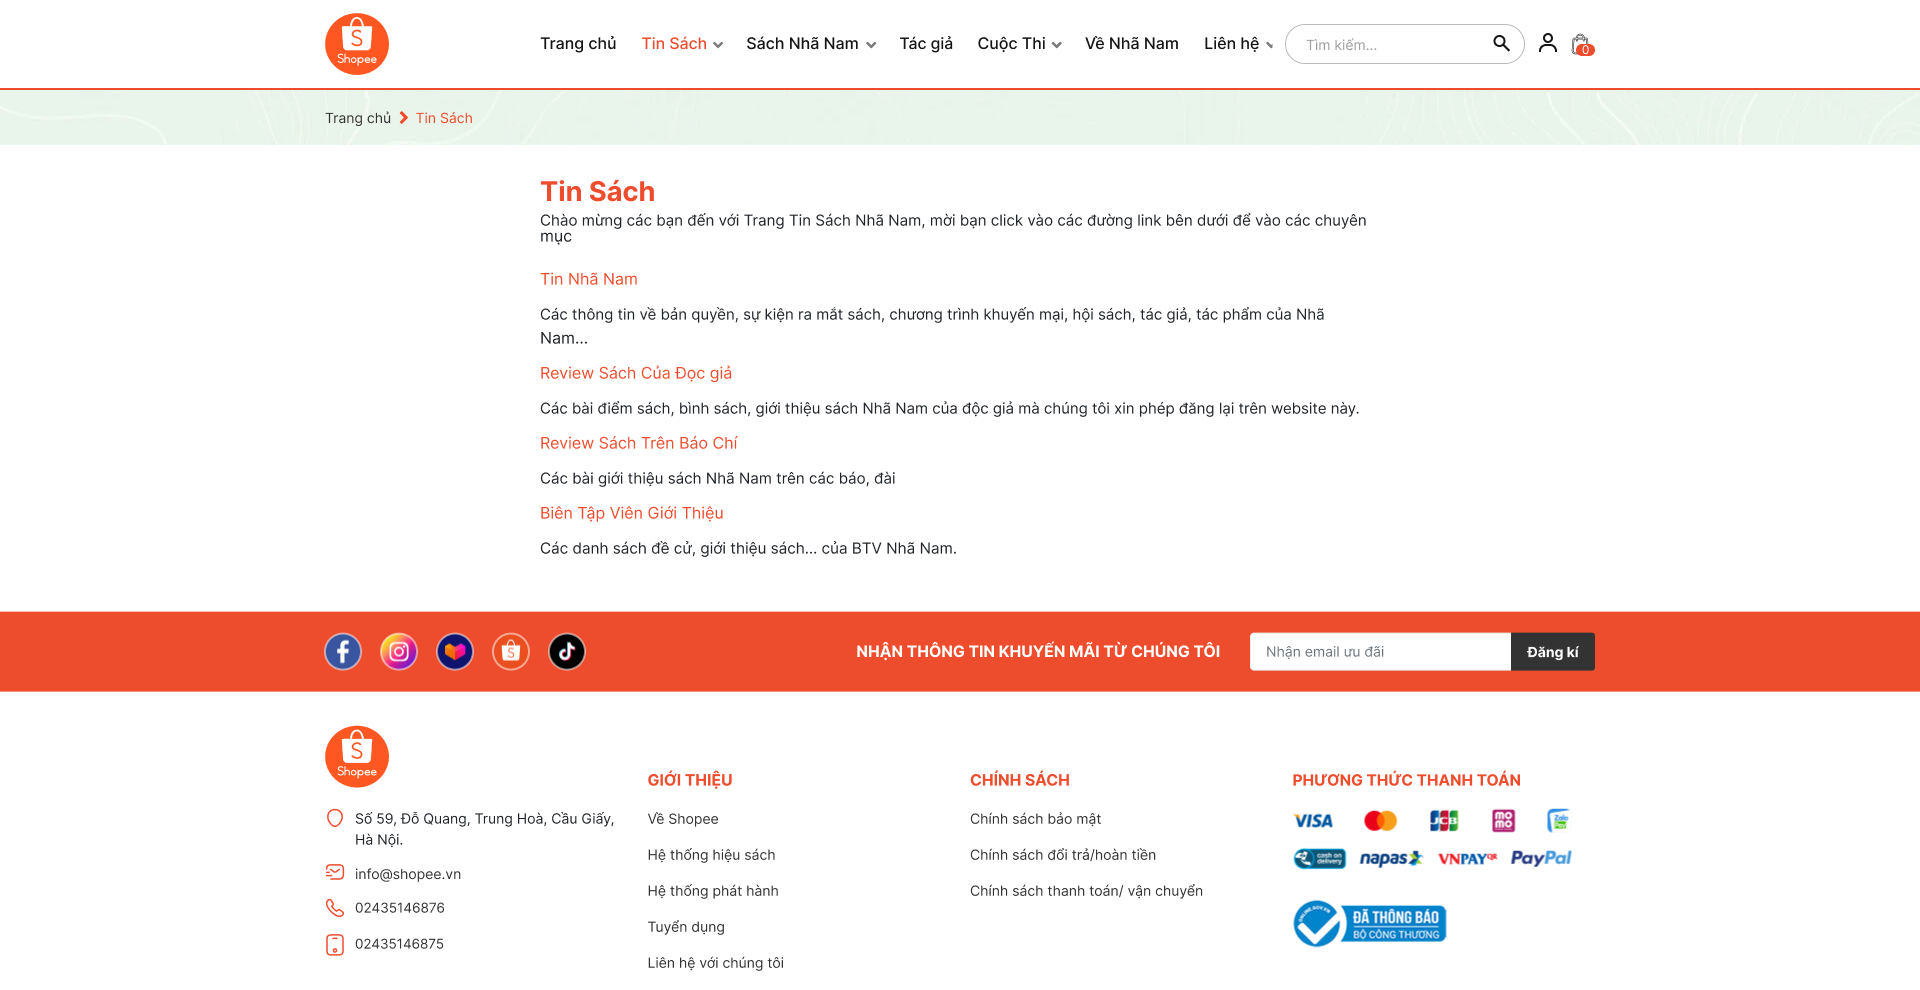 Shopee
Trang chủ
Tin Sách
Sách Nhã Nam
Tác giả
Cuộc Thi
Về Nhã Nam
Liên hệ
Tìm kiếm...
0
Trang chủ
Tin Sách
Tin Sách
Chào mừng các bạn đến với Trang Tin Sách Nhã Nam, mời bạn click vào các đường link bên dưới để vào các chuyên
mục
Tin Nhã Nam
Các thông tin về bản quyền, sự kiện ra mắt sách, chương trình khuyến mại, hội sách, tác giả, tác phẩm của Nhã
Nam...
Review Sách Của Đọc giả
Các bài điểm sách, bình sách, giới thiệu sách Nhã Nam của độc giả mà chúng tôi xin phép đăng lại trên website này.
Review Sách Trên Báo Chí
Các bài giới thiệu sách Nhã Nam trên các báo, đài
Biên Tập Viên Giới Thiệu
Các danh sách đề cử, giới thiệu sách... của BTV Nhã Nam.
NHẬN THÔNG TIN KHUYẾN MÃI TỪ CHÚNG TÔI
Nhận email ưu đãi
Đăng kí
Shopee
Số 59, Đỗ Quang, Trung Hoà, Cầu Giấy,
Hà Nội.
info@shopee.vn
02435146876
02435146875
GIỚI THIỆU
Về Shopee
Hệ thống hiệu sách
Hệ thống phát hành
Tuyển dụng
Liên hệ với chúng tôi
CHÍNH SÁCH
Chính sách bảo mật
Chính sách đổi trả/hoàn tiền
Chính sách thanh toán/ vận chuyển
PHƯƠNG THỨC THANH TOÁN
VISA
JCB
MOMO
Zalo
cash on delivery
napas
VNPAY
PayPal
ONLINE.GOV.VN
ĐÃ THÔNG BÁO
BỘ CÔNG THƯƠNG